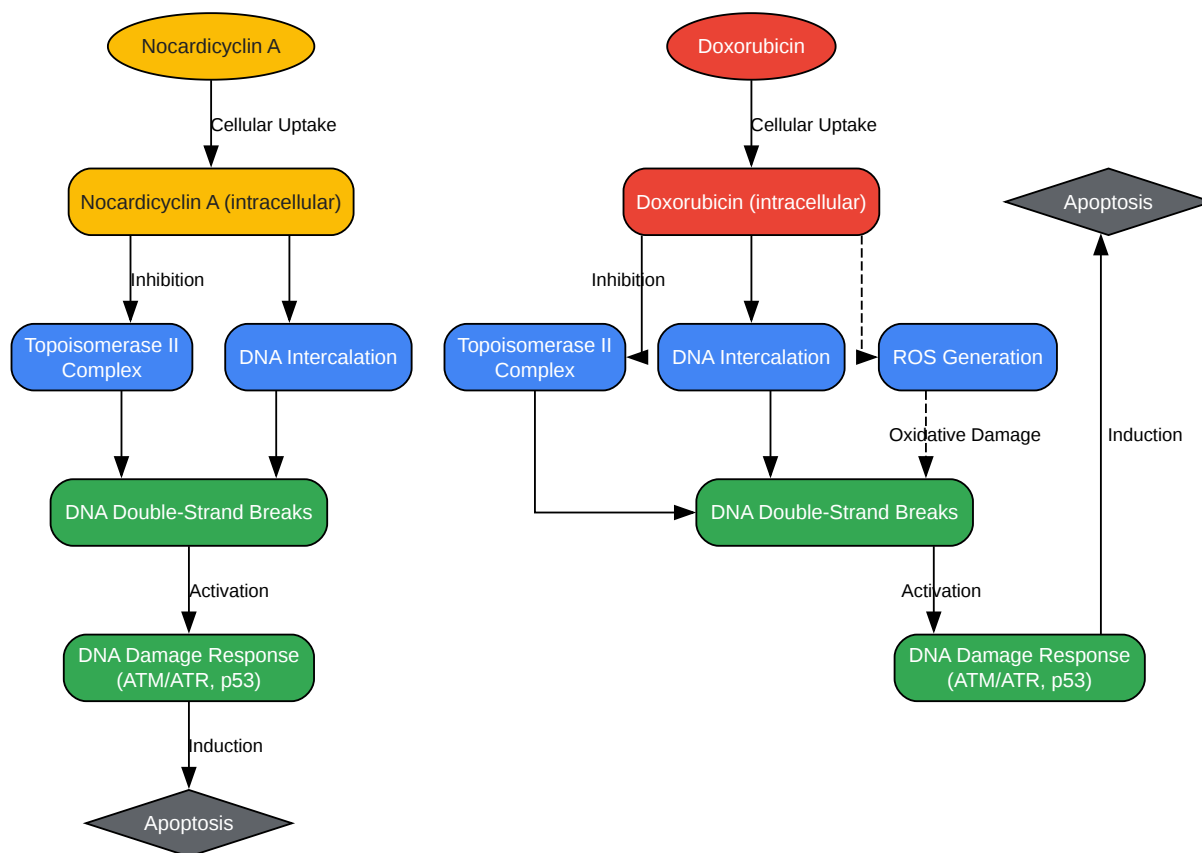 Nocardicyclin A
Cellular Uptake
Nocardicyclin A (intracellular)
Inhibition
Topoisomerase II
Complex
DNA Intercalation
DNA Double-Strand Breaks
Activation
DNA Damage Response
(ATM/ATR, p53)
Induction
Apoptosis
Doxorubicin
Cellular Uptake
Doxorubicin (intracellular)
Inhibition
Topoisomerase II
Complex
DNA Intercalation
ROS Generation
Oxidative Damage
DNA Double-Strand Breaks
Activation
DNA Damage Response
(ATM/ATR, p53)
Induction
Apoptosis